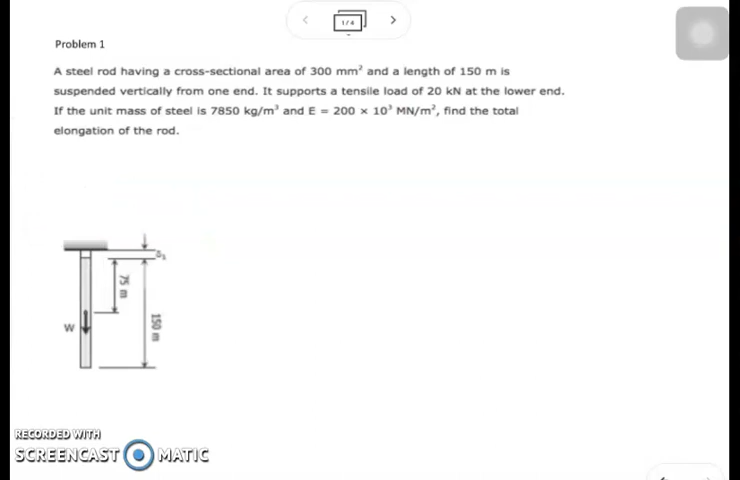 1/4
Problem 1
A steel rod having a cross-sectional area of 300 mm² and a length of 150 m is
suspended vertically from one end. It supports a tensile load of 20 kN at the lower end.
If the unit mass of steel is 7850 kg/m³ and E = 200 × 10³ MN/m², find the total
elongation of the rod.
δ₁
75 m
150 m
W
RECORDED WITH
SCREENCAST MATIC